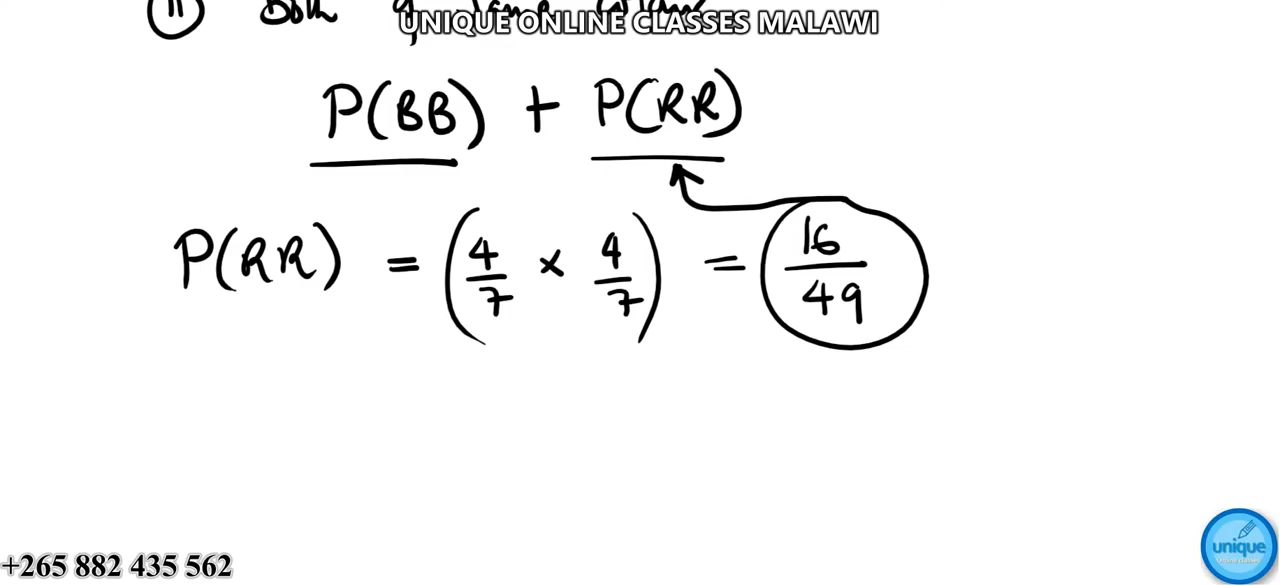 UNIQUE ONLINE CLASSES MALAWI
P(BB) + P(RR)
P(RR) = (4/7 × 4/7) = 16/49
unique
+265 882 435 562